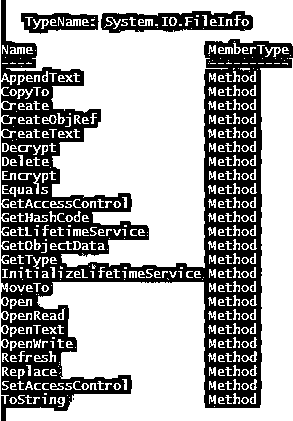 TypeName: System.IO.FileInfo
Name MemberType
---- ----------
AppendText Method
CopyTo Method
Create Method
CreateObjRef Method
CreateText Method
Decrypt Method
Delete Method
Encrypt Method
Equals Method
GetAccessControl Method
GetHashCode Method
GetLifetimeService Method
GetObjectData Method
GetType Method
InitializeLifetimeService Method
MoveTo Method
Open Method
OpenRead Method
OpenText Method
OpenWrite Method
Refresh Method
Replace Method
SetAccessControl Method
ToString Method